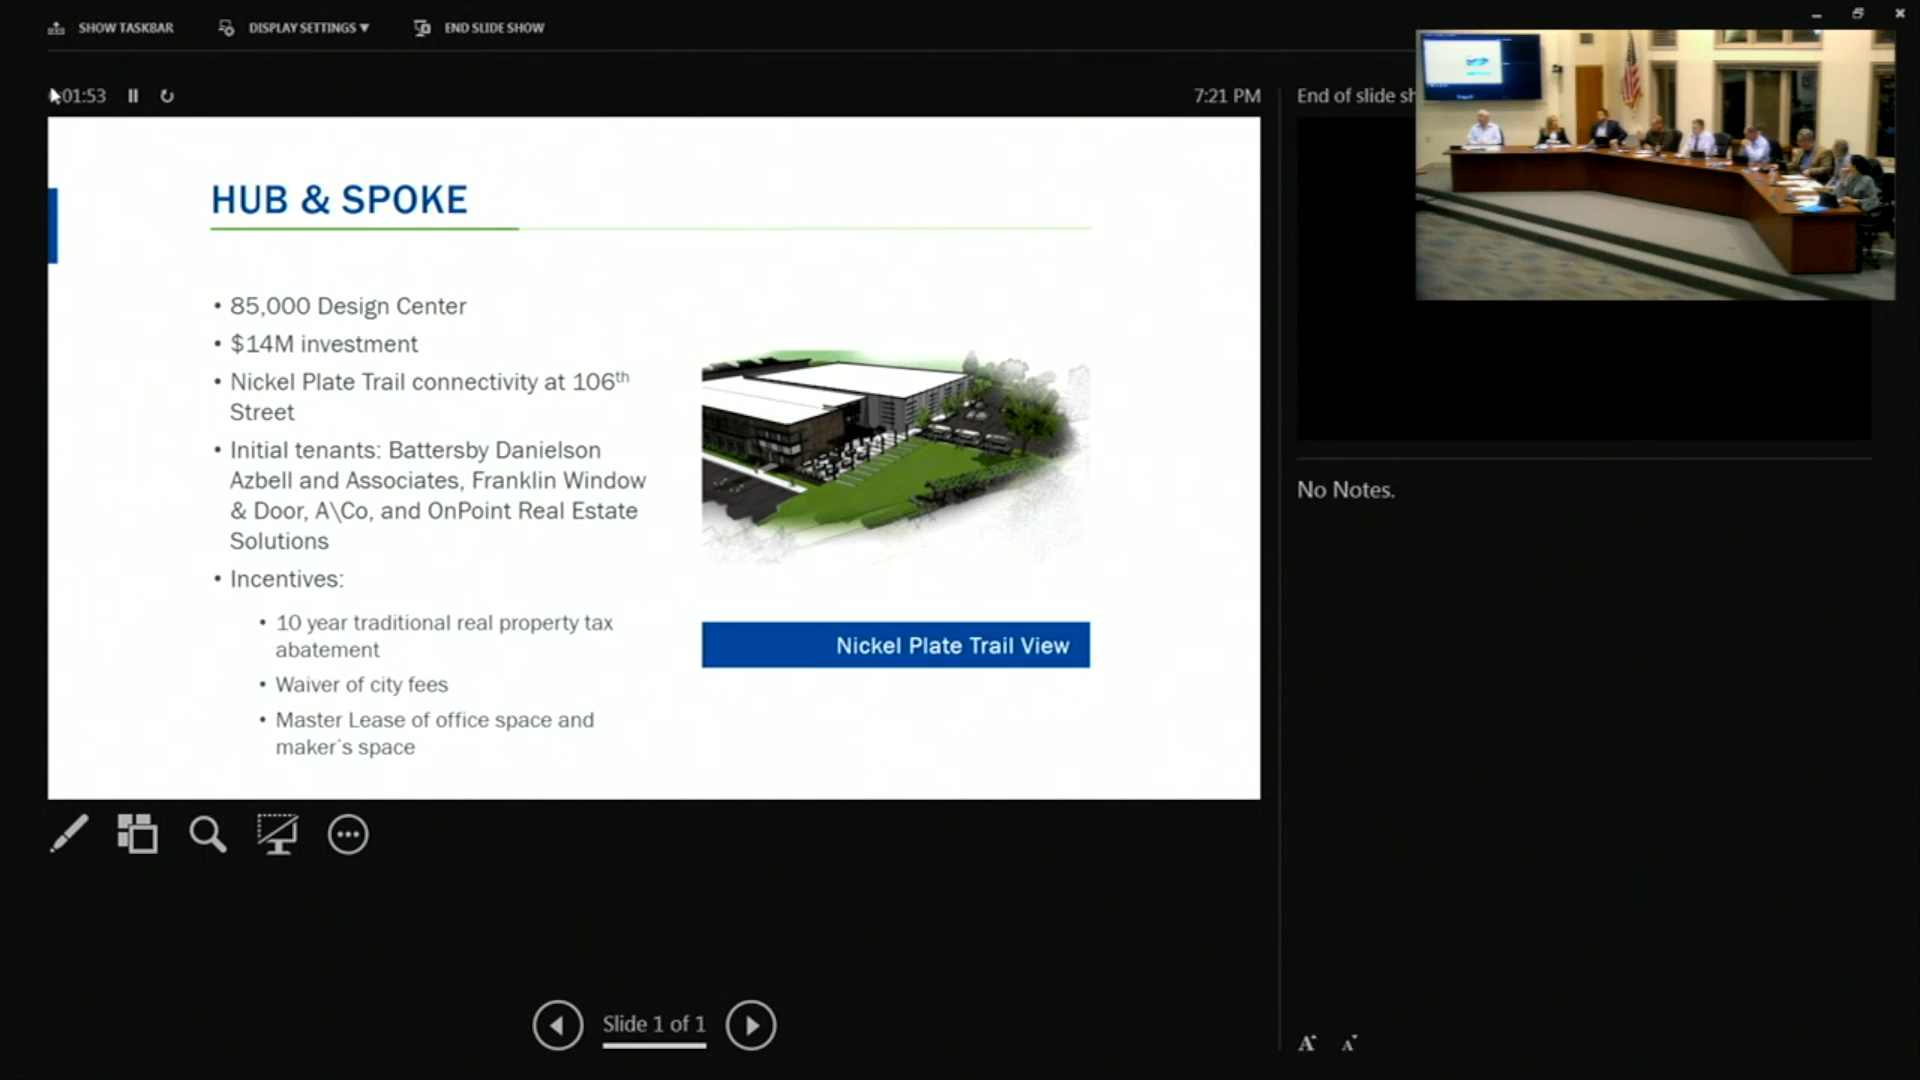 SHOW TASKBAR
DISPLAY SETTINGS ▼
END SLIDE SHOW
01:53
7:21 PM
End of slide sh
HUB & SPOKE
• 85,000 Design Center
• $14M investment
• Nickel Plate Trail connectivity at 106th
Street
• Initial tenants: Battersby Danielson
Azbell and Associates, Franklin Window
& Door, A\Co, and OnPoint Real Estate
Solutions
• Incentives:
• 10 year traditional real property tax
abatement
• Waiver of city fees
• Master Lease of office space and
maker's space
Nickel Plate Trail View
No Notes.
Slide 1 of 1
A A